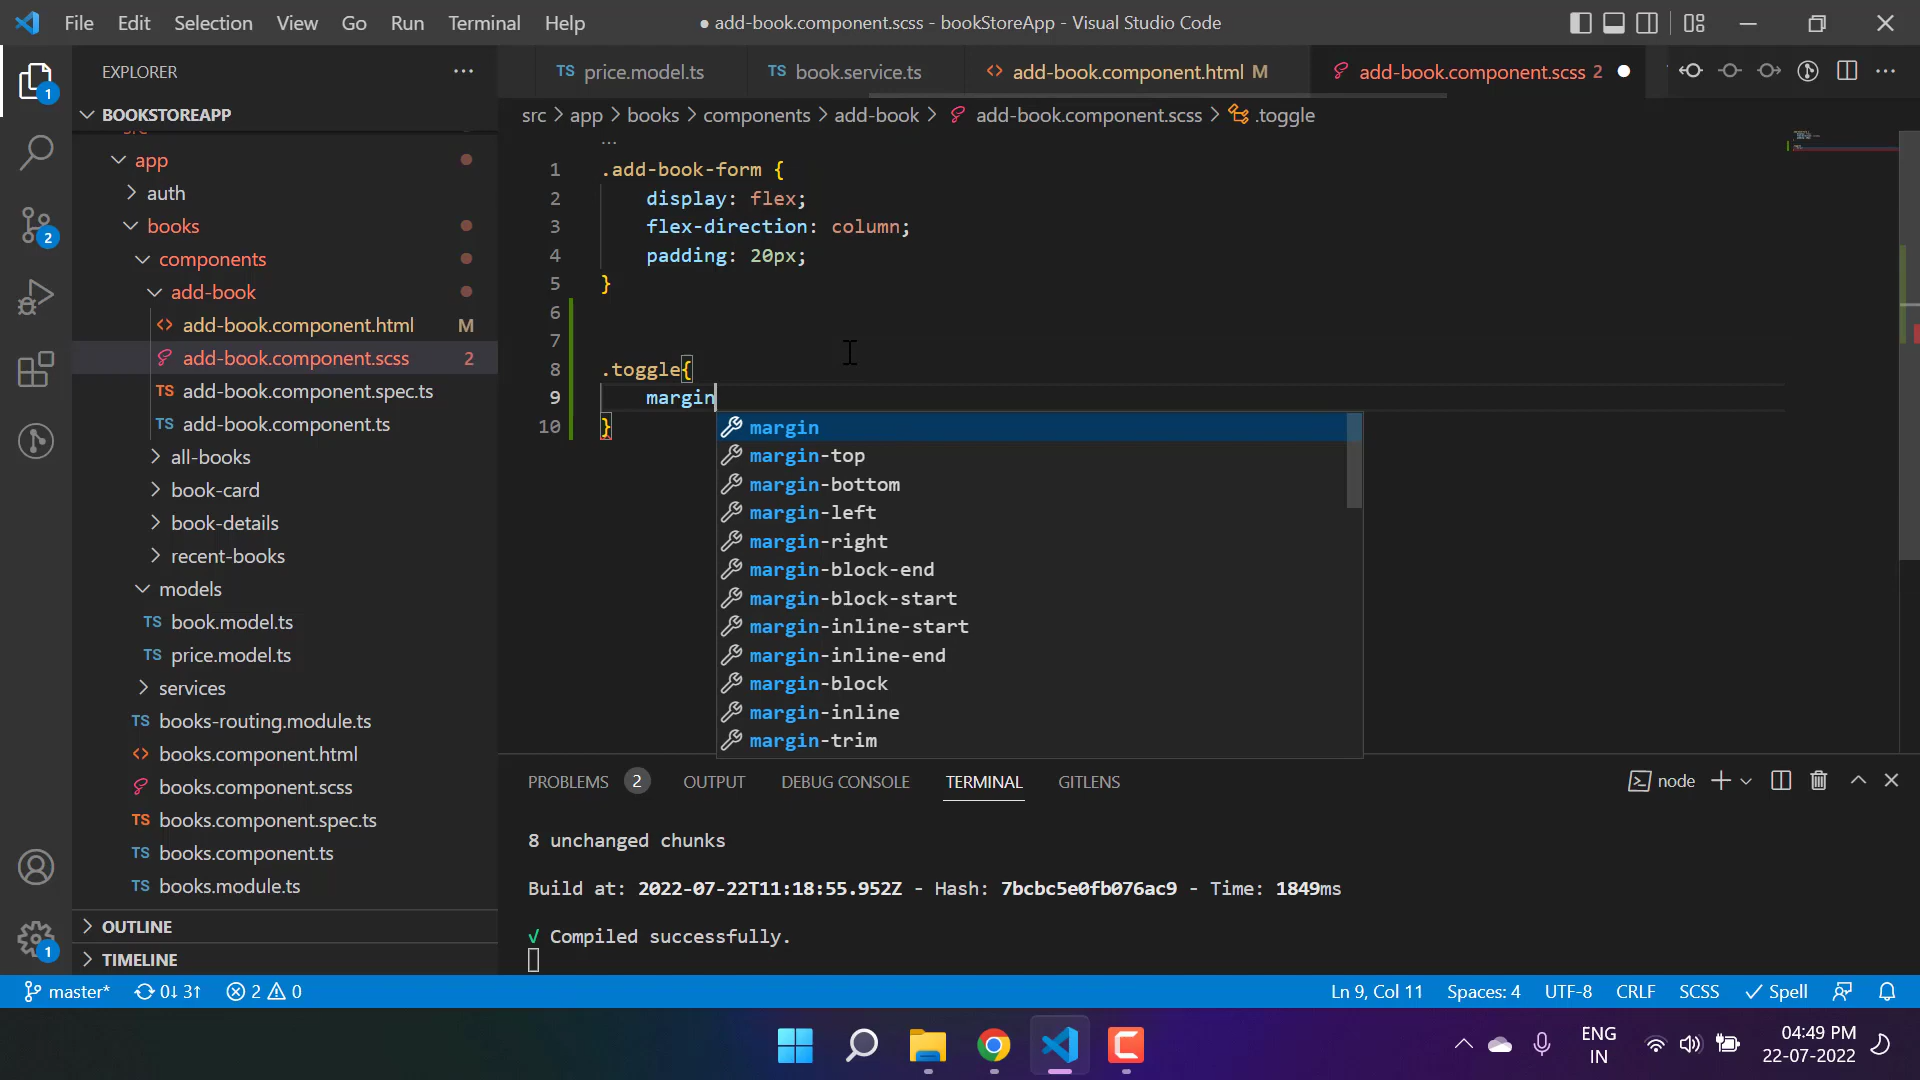 File Edit Selection View Go Run Terminal Help
● add-book.component.scss - bookStoreApp - Visual Studio Code
EXPLORER ...
BOOKSTOREAPP
src
app
auth
books
components
add-book
add-book.component.html M
add-book.component.scss 2
TS add-book.component.spec.ts
TS add-book.component.ts
all-books
book-card
book-details
recent-books
models
TS book.model.ts
TS price.model.ts
services
TS books-routing.module.ts
books.component.html
books.component.scss
TS books.component.spec.ts
TS books.component.ts
TS books.module.ts
OUTLINE
TIMELINE
1
2
1
TS price.model.ts TS book.service.ts <> add-book.component.html M add-book.component.scss 2 ●
src > app > books > components > add-book > add-book.component.scss > .toggle
...
1 .add-book-form {
2 display: flex;
3 flex-direction: column;
4 padding: 20px;
5 }
6
7
8 .toggle{
9 margin
10 }
margin
margin-top
margin-bottom
margin-left
margin-right
margin-block-end
margin-block-start
margin-inline-start
margin-inline-end
margin-block
margin-inline
margin-trim
PROBLEMS 2 OUTPUT DEBUG CONSOLE TERMINAL GITLENS node
8 unchanged chunks
Build at: 2022-07-22T11:18:55.952Z - Hash: 7bcbc5e0fb076ac9 - Time: 1849ms
√ Compiled successfully.
master* 0↓ 3↑ 2 0 Ln 9, Col 11 Spaces: 4 UTF-8 CRLF SCSS ✓ Spell
ENG
IN
04:49 PM
22-07-2022